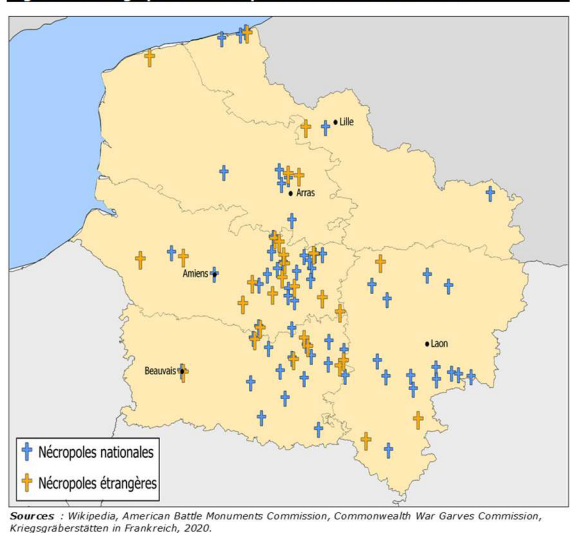 Lille
Arras
Amiens
Laon
Beauvais
Nécropoles nationales
Nécropoles étrangères
Sources : Wikipedia, American Battle Monuments Commission, Commonwealth War Garves Commission,
Kriegsgräberstätten in Frankreich, 2020.